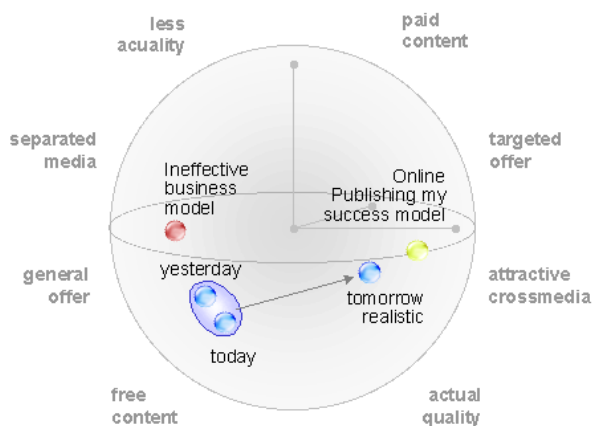 less
acuality
paid
content
separated
media
targeted
offer
Ineffective
business
model
Online
Publishing my
success model
general
offer
yesterday
attractive
crossmedia
tomorrow
realistic
today
free
content
actual
quality